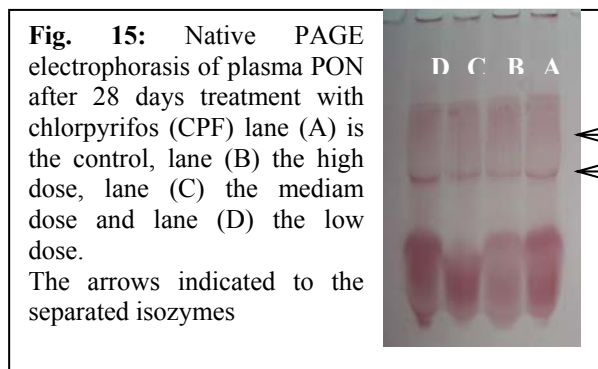 Fig. 15: Native PAGE
electrophorasis of plasma PON
after 28 days treatment with
chlorpyrifos (CPF) lane (A) is
the control, lane (B) the high
dose, lane (C) the mediam
dose and lane (D) the low
dose.
The arrows indicated to the
separated isozymes
D C B A